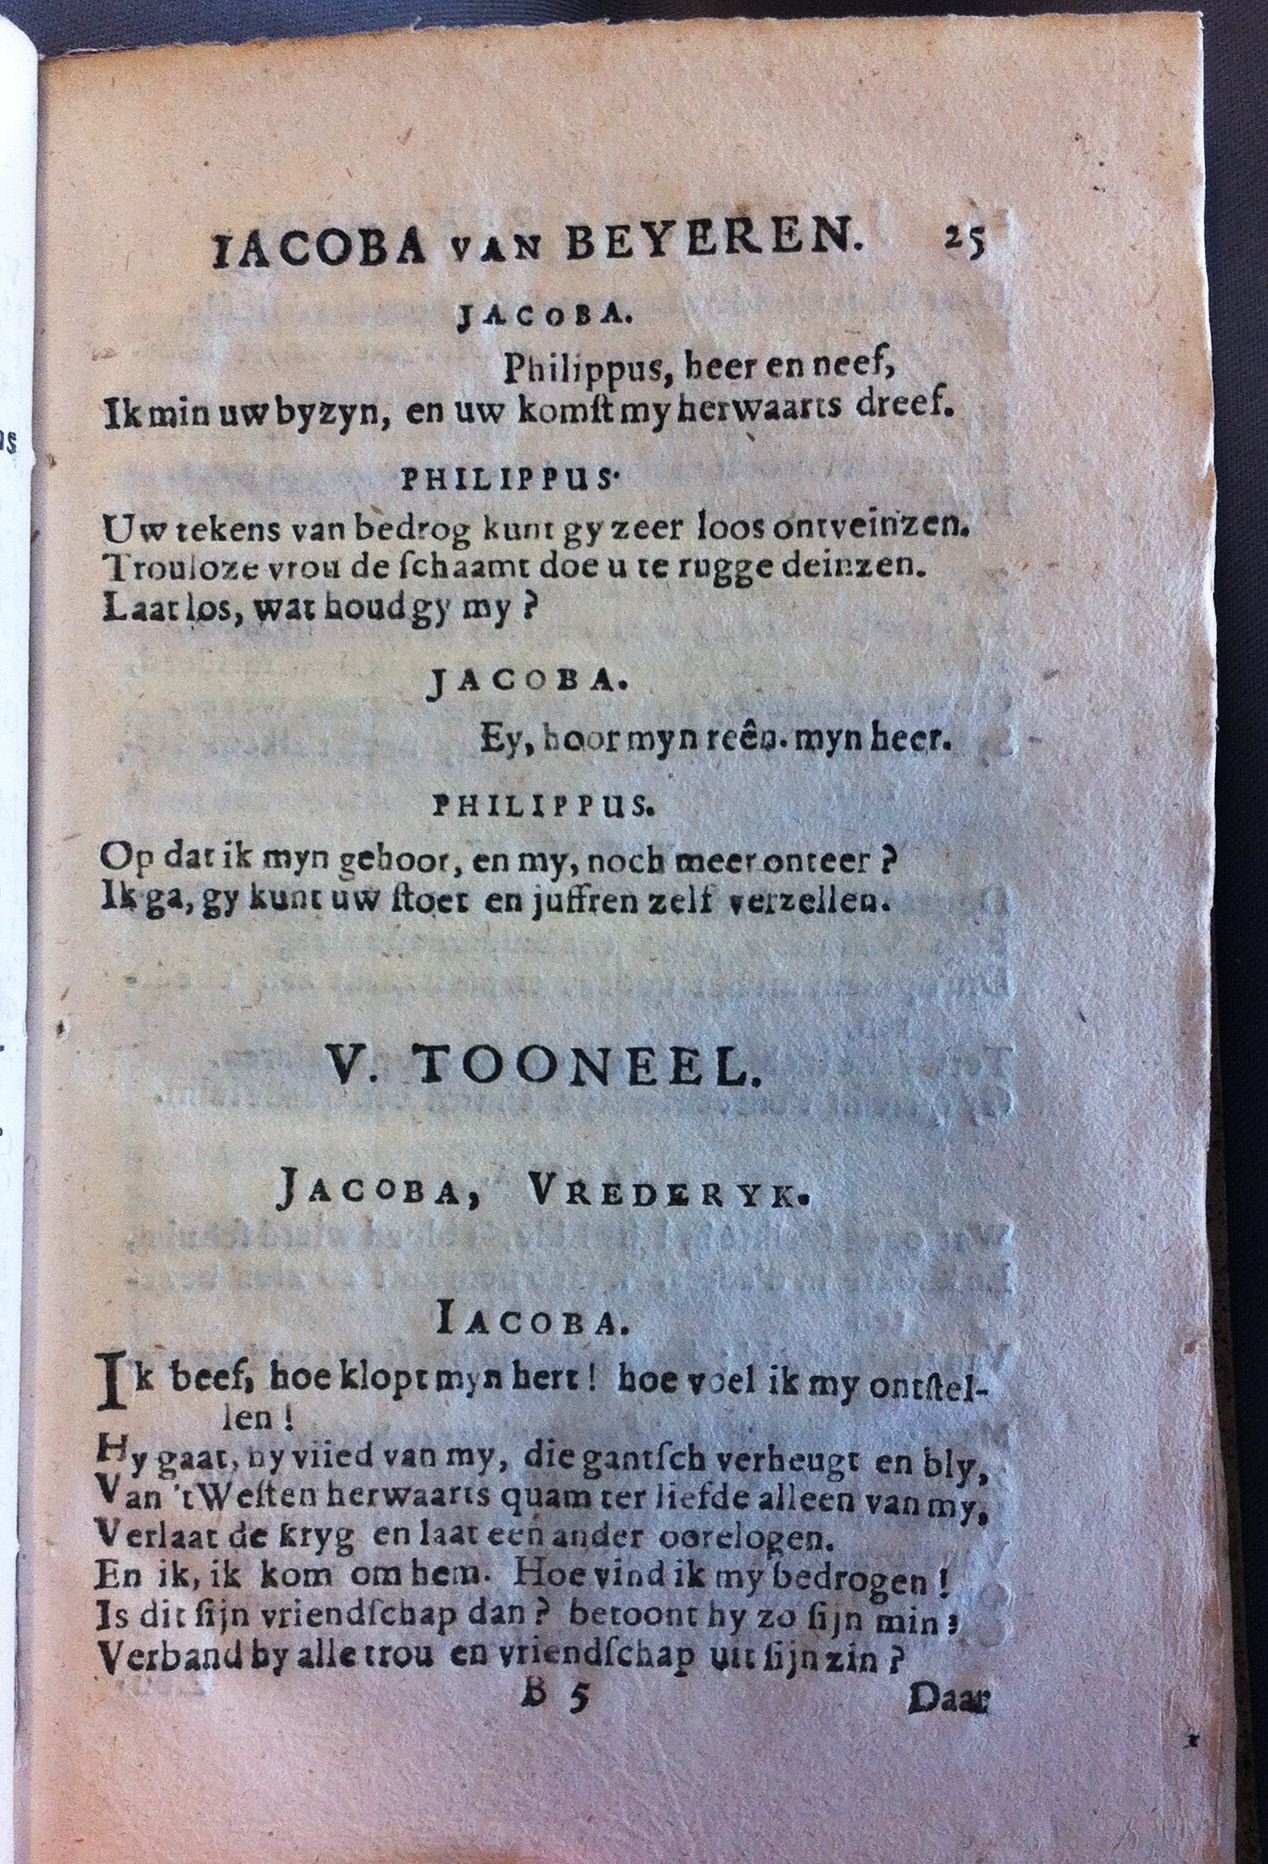 IACOBA VAN BEYEREN. 25
JACOBA.
Philippus, heer en neef,
Ik min uw byzyn, en uw komſt my herwaarts dreef.
PHILIPPUS.
Uw tekens van bedrog kunt gy zeer loos ontveinzen.
Trouloze vrou de ſchaamt doe u te rugge deinzen.
Laat los, wat houd gy my?
JACOBA.
Ey, hoor myn reên. myn heer.
PHILIPPUS.
Op dat ik myn gehoor, en my, noch meer onteer?
Ik ga, gy kunt uw ſtoet en juffren zelf verzellen.
V. TOONEEL.
JACOBA, VREDERYK.
IACOBA.
Ik beef, hoe klopt myn hert! hoe voel ik my ontſtel-
len!
Hy gaat, hy vlied van my, die gantſch verheugt en bly,
Van 't Weſten herwaarts quam ter liefde alleen van my,
Verlaat de kryg en laat een ander oorelogen.
En ik, ik kom om hem. Hoe vind ik my bedrogen!
Is dit ſijn vriendſchap dan? betoont hy zo ſijn min?
Verband hy alle trou en vriendſchap uit ſijn zin?
B 5 Daar